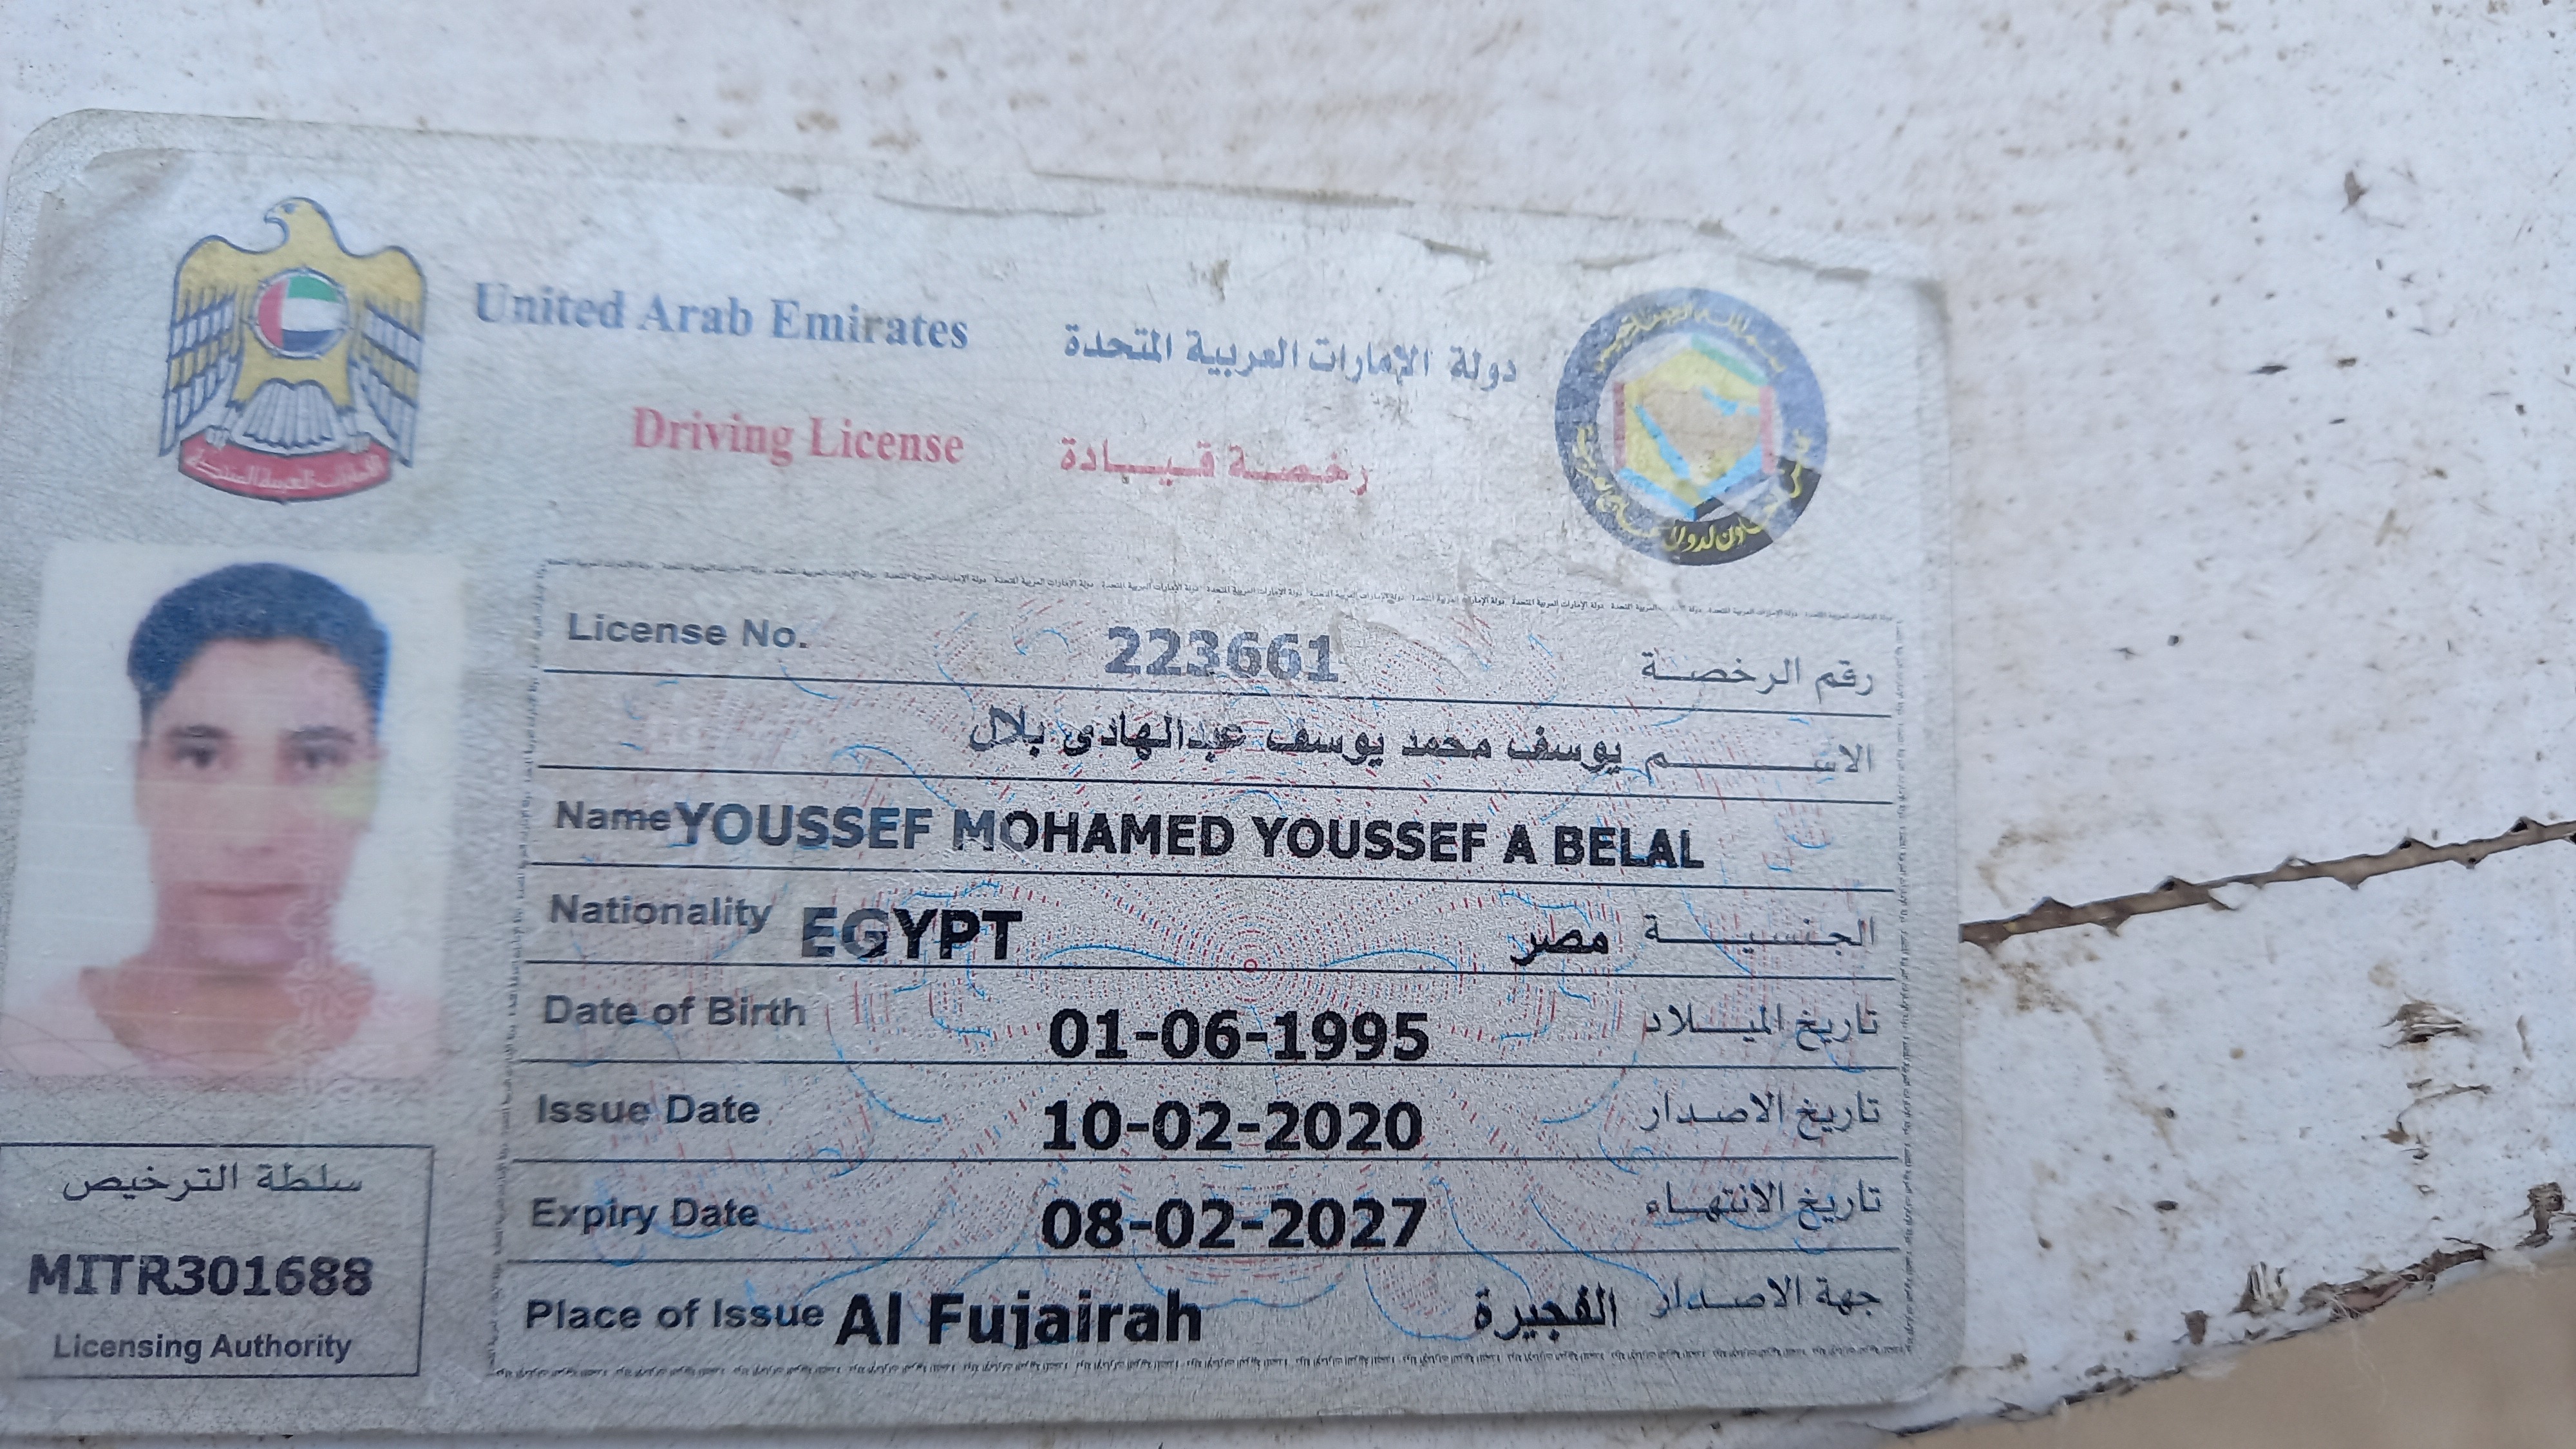 United Arab Emirates دولة الإمارات العربية المتحدة
Driving License رخصة قيادة
License No. 223661 رقم الرخصة
الاسم يوسف محمد يوسف عبدالهادى بلال
Name YOUSSEF MOHAMED YOUSSEF A BELAL
Nationality EGYPT مصر الجنسية
Date of Birth 01-06-1995 تاريخ الميلاد
Issue Date 10-02-2020 تاريخ الاصدار
Expiry Date 08-02-2027 تاريخ الانتهاء
Place of Issue Al Fujairah الفجيرة جهة الاصدار
سلطة الترخيص
MITR301688
Licensing Authority